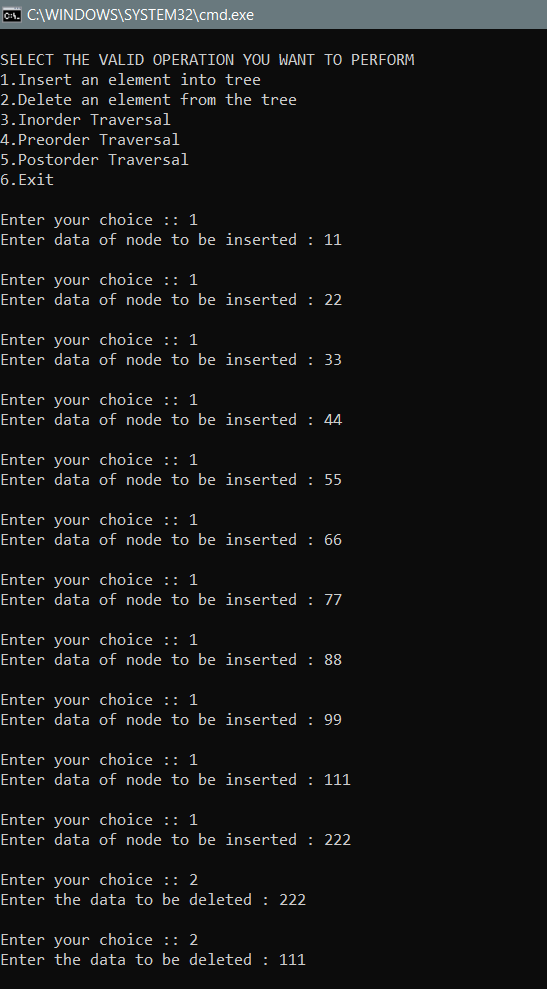 C:\WINDOWS\SYSTEM32\cmd.exe
SELECT THE VALID OPERATION YOU WANT TO PERFORM
1.Insert an element into tree
2.Delete an element from the tree
3.Inorder Traversal
4.Preorder Traversal
5.Postorder Traversal
6.Exit
Enter your choice :: 1
Enter data of node to be inserted : 11
Enter your choice :: 1
Enter data of node to be inserted : 22
Enter your choice :: 1
Enter data of node to be inserted : 33
Enter your choice :: 1
Enter data of node to be inserted : 44
Enter your choice :: 1
Enter data of node to be inserted : 55
Enter your choice :: 1
Enter data of node to be inserted : 66
Enter your choice :: 1
Enter data of node to be inserted : 77
Enter your choice :: 1
Enter data of node to be inserted : 88
Enter your choice :: 1
Enter data of node to be inserted : 99
Enter your choice :: 1
Enter data of node to be inserted : 111
Enter your choice :: 1
Enter data of node to be inserted : 222
Enter your choice :: 2
Enter the data to be deleted : 222
Enter your choice :: 2
Enter the data to be deleted : 111